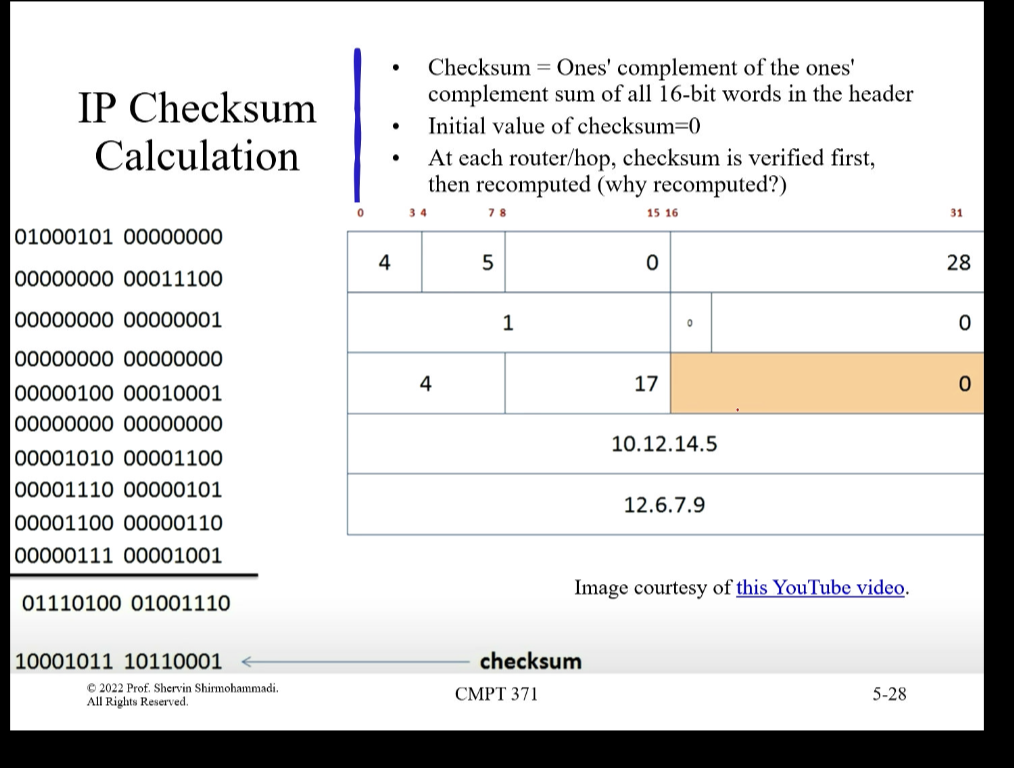 IP Checksum
Calculation
• Checksum = Ones' complement of the ones'
complement sum of all 16-bit words in the header
• Initial value of checksum=0
• At each router/hop, checksum is verified first,
then recomputed (why recomputed?)
0 3 4 7 8 15 16 31
4 5 0 28
1 0 0
4 17 0
10.12.14.5
12.6.7.9
01000101 00000000
00000000 00011100
00000000 00000001
00000000 00000000
00000100 00010001
00000000 00000000
00001010 00001100
00001110 00000101
00001100 00000110
00000111 00001001
01110100 01001110
10001011 10110001
checksum
Image courtesy of this YouTube video.
© 2022 Prof. Shervin Shirmohammadi.
All Rights Reserved.
CMPT 371
5-28